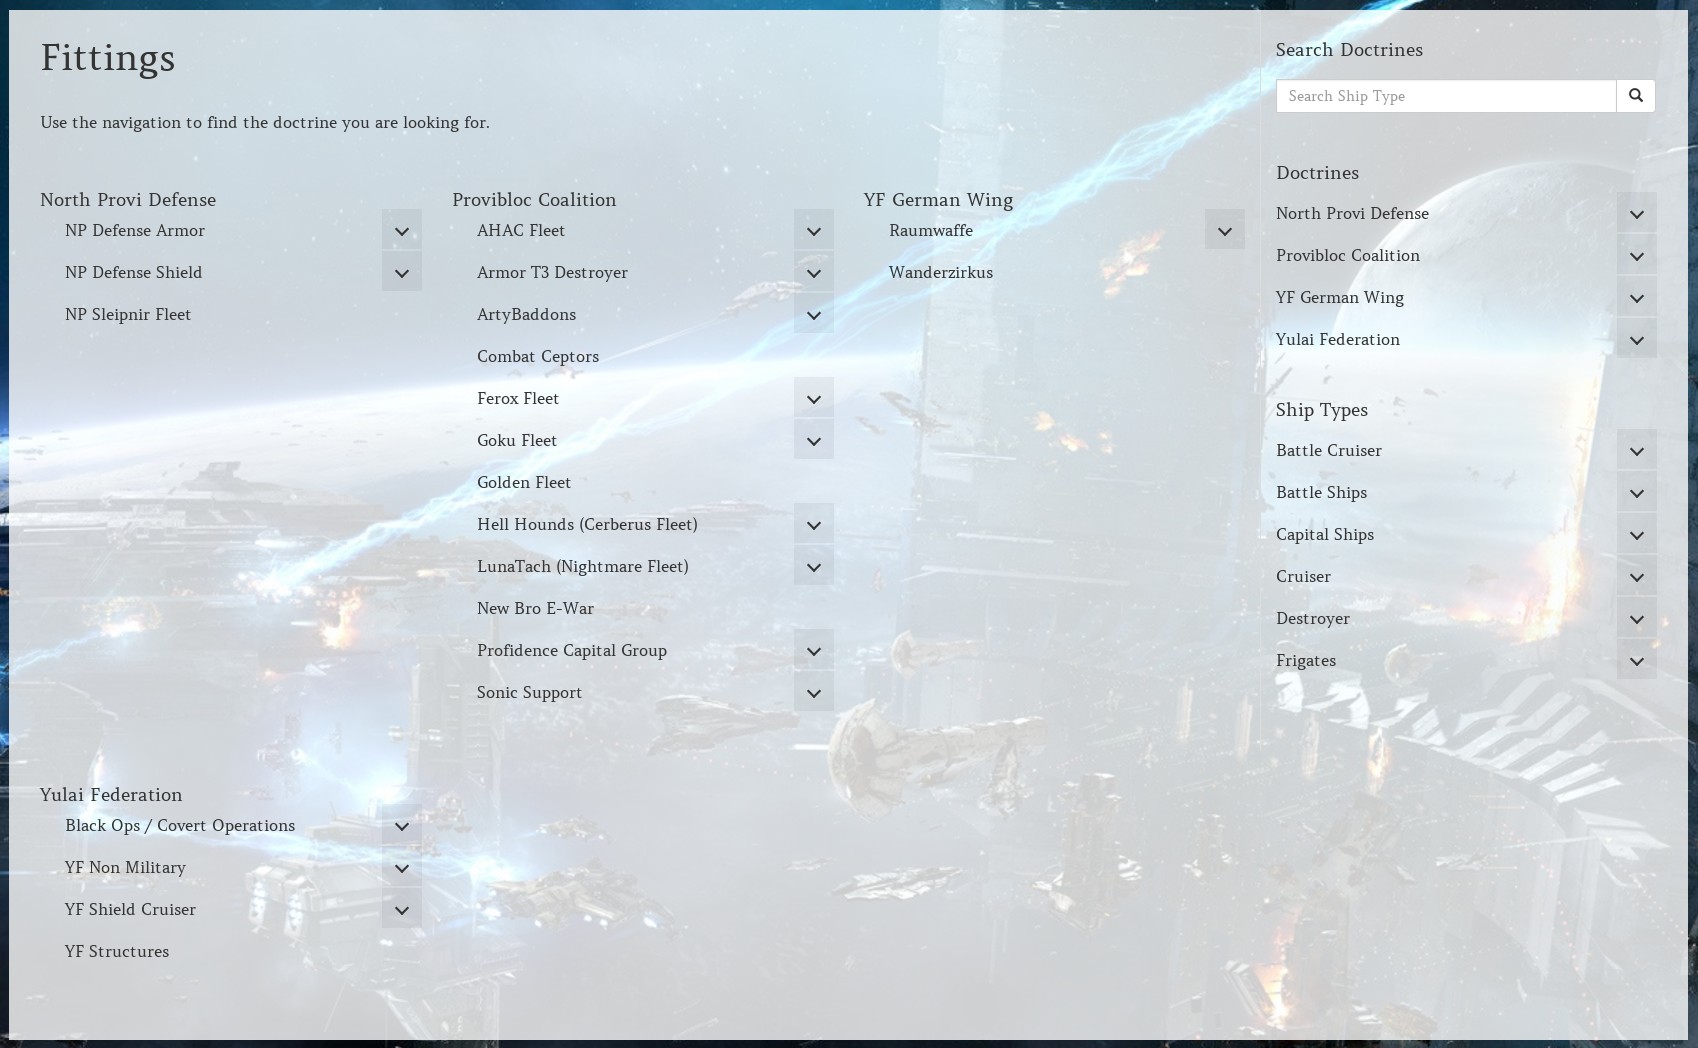 Fittings
Use the navigation to find the doctrine you are looking for.
North Provi Defense
NP Defense Armor
NP Defense Shield
NP Sleipnir Fleet
Provibloc Coalition
AHAC Fleet
Armor T3 Destroyer
ArtyBaddons
Combat Ceptors
Ferox Fleet
Goku Fleet
Golden Fleet
Hell Hounds (Cerberus Fleet)
LunaTach (Nightmare Fleet)
New Bro E-War
Profidence Capital Group
Sonic Support
YF German Wing
Raumwaffe
Wanderzirkus
Yulai Federation
Black Ops / Covert Operations
YF Non Military
YF Shield Cruiser
YF Structures
Search Doctrines
Search Ship Type
Doctrines
North Provi Defense
Provibloc Coalition
YF German Wing
Yulai Federation
Ship Types
Battle Cruiser
Battle Ships
Capital Ships
Cruiser
Destroyer
Frigates